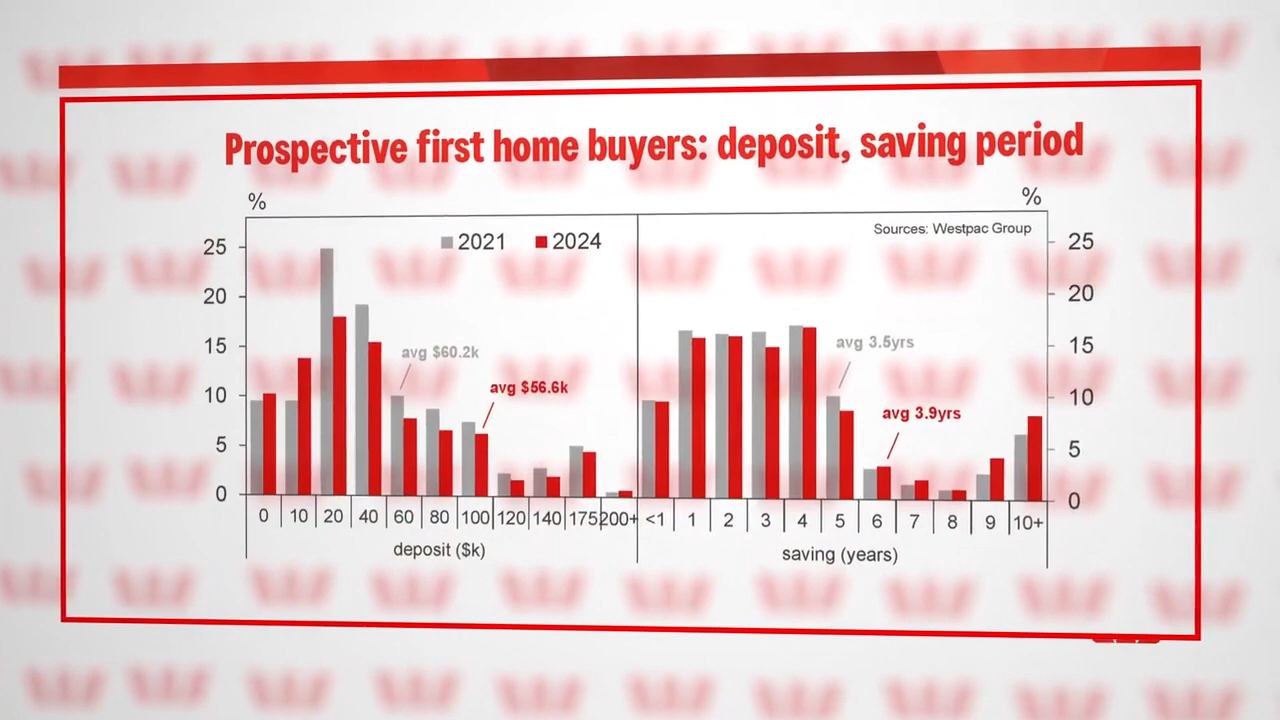 Prospective first home buyers: deposit, saving period
% %
Sources: Westpac Group
2021 2024
25 25
20 20
15 15
10 10
5 5
0 0
avg $60.2k
avg $56.6k
avg 3.5yrs
avg 3.9yrs
0 10 20 40 60 80 100 120 140 175 200+ <1 1 2 3 4 5 6 7 8 9 10+
deposit ($k) saving (years)